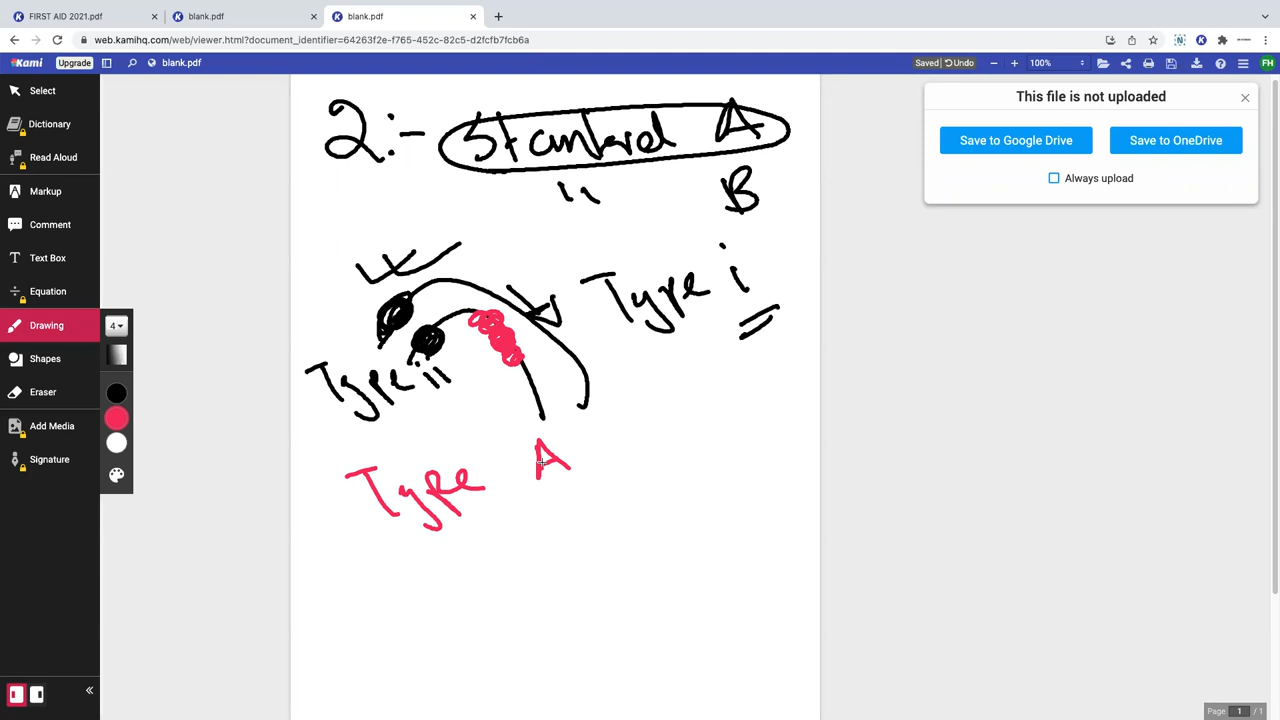 FIRST AID 2021.pdf
blank.pdf
blank.pdf
web.kamihq.com/web/viewer.html?document_identifier=64263f2e-f765-452c-82c5-d2fcfb7fcb6a
Kami
Upgrade
blank.pdf
Saved
Undo
100%
FH
Select
Dictionary
Read Aloud
Markup
Comment
Text Box
Equation
Drawing
Shapes
Eraser
Add Media
Signature
4
This file is not uploaded
Save to Google Drive
Save to OneDrive
Always upload
2:- Stanford A
" B
Type i
Type ii
Type A
Page 1 / 1